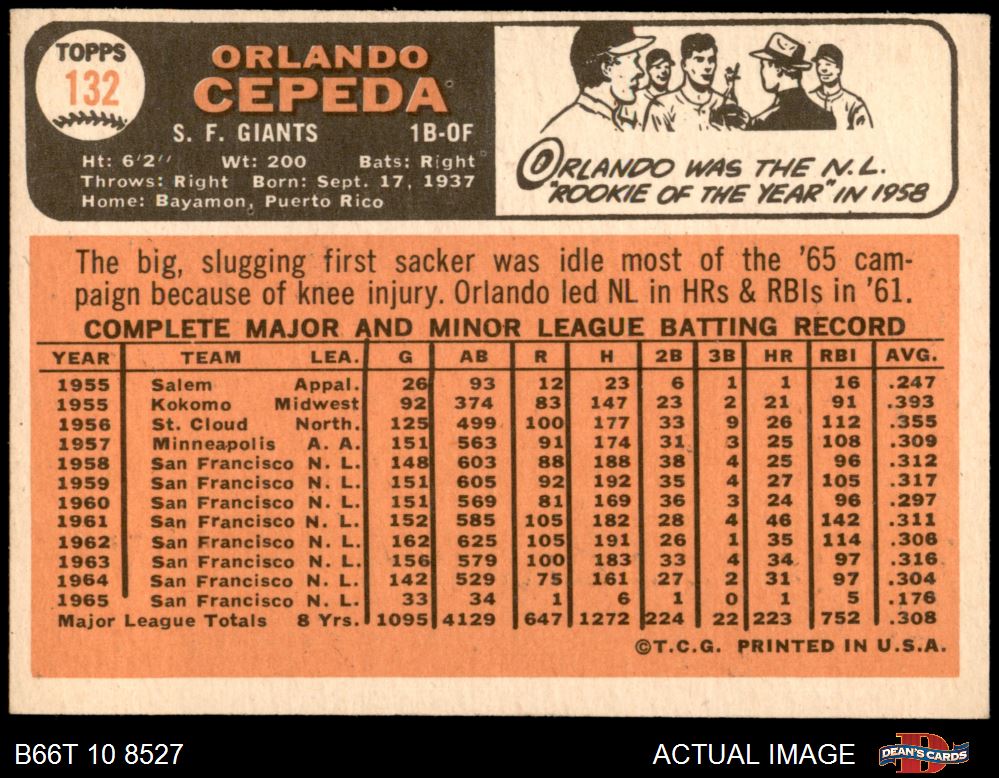 TOPPS
132
ORLANDO
CEPEDA
S. F. GIANTS 1B-OF
Ht: 6'2" Wt: 200 Bats: Right
Throws: Right Born: Sept. 17, 1937
Home: Bayamon, Puerto Rico
ORLANDO WAS THE N.L.
"ROOKIE OF THE YEAR" IN 1958
The big, slugging first sacker was idle most of the '65 cam-
paign because of knee injury. Orlando led NL in HRs & RBIs in '61.
COMPLETE MAJOR AND MINOR LEAGUE BATTING RECORD
YEAR TEAM LEA. G AB R H 2B 3B HR RBI AVG.
1955 Salem Appal. 26 93 12 23 6 1 1 16 .247
1955 Kokomo Midwest 92 374 83 147 23 2 21 91 .393
1956 St. Cloud North. 125 499 100 177 33 9 26 112 .355
1957 Minneapolis A. A. 151 563 91 174 31 3 25 108 .309
1958 San Francisco N. L. 148 603 88 188 38 4 25 96 .312
1959 San Francisco N. L. 151 605 92 192 35 4 27 105 .317
1960 San Francisco N. L. 151 569 81 169 36 3 24 96 .297
1961 San Francisco N. L. 152 585 105 182 28 4 46 142 .311
1962 San Francisco N. L. 162 625 105 191 26 1 35 114 .306
1963 San Francisco N. L. 156 579 100 183 33 4 34 97 .316
1964 San Francisco N. L. 142 529 75 161 27 2 31 97 .304
1965 San Francisco N. L. 33 34 1 6 1 0 1 5 .176
Major League Totals 8 Yrs. 1095 4129 647 1272 224 22 223 752 .308
©T.C.G. PRINTED IN U.S.A.
B66T 10 8527 ACTUAL IMAGE DEAN'S CARDS